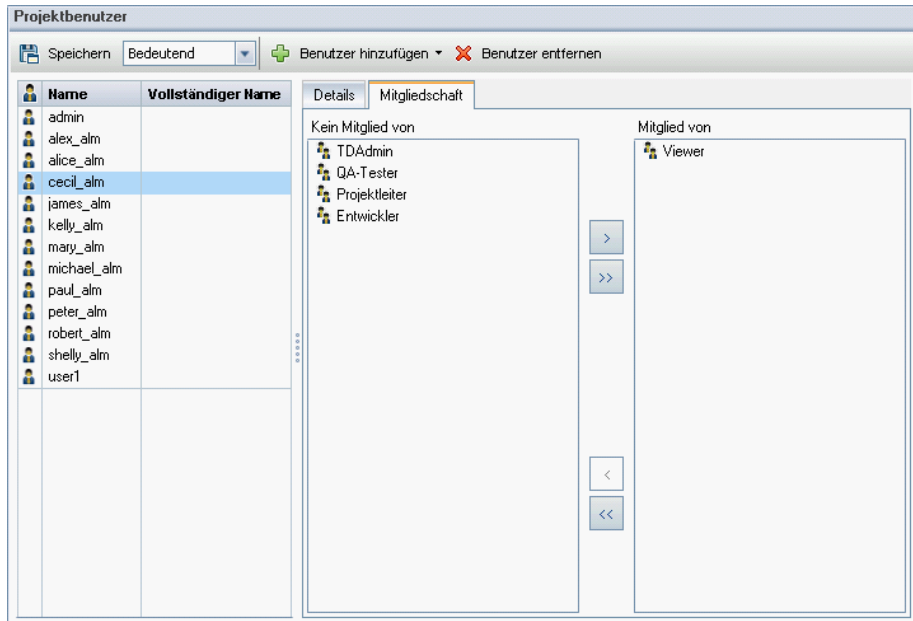 Projektbenutzer
Speichern Bedeutend Benutzer hinzufügen Benutzer entfernen
Name Vollständiger Name
admin
alex_alm
alice_alm
cecil_alm
james_alm
kelly_alm
mary_alm
michael_alm
paul_alm
peter_alm
robert_alm
shelly_alm
user1
Details Mitgliedschaft
Kein Mitglied von
TDAdmin
QA-Tester
Projektleiter
Entwickler
>
>>
<
<<
Mitglied von
Viewer